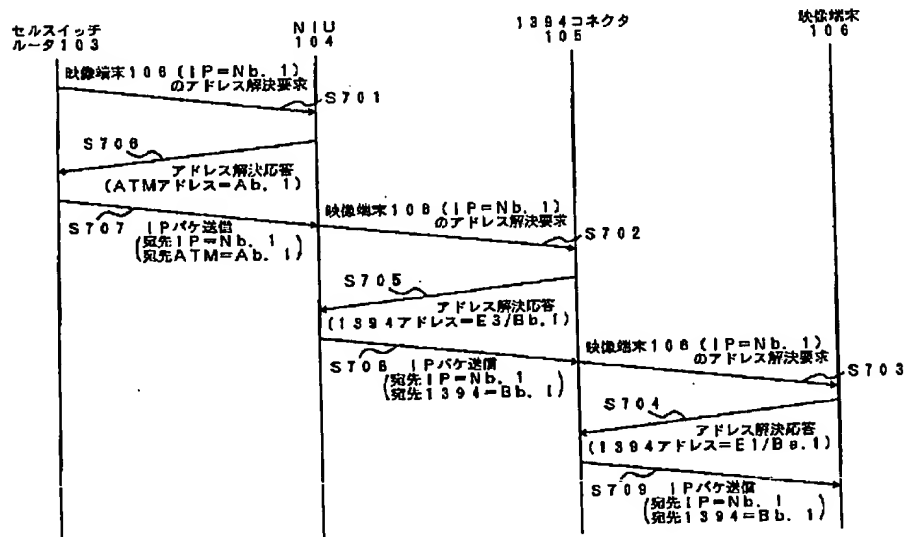 セルスイッチ
ルータ103
NIU
104
1394コネクタ
105
映像端末
106
映像端末106(IP=Nb.1)
のアドレス解決要求
S701
S706
アドレス解決応答
(ATMアドレス=Ab.1)
S707 IPパケ送信
(宛先IP=Nb.1
宛先ATM=Ab.1)
映像端末106(IP=Nb.1)
のアドレス解決要求
S702
S705
アドレス解決応答
(1394アドレス=E3/Bb.1)
S708 IPパケ送信
(宛先IP=Nb.1
宛先1394=Bb.1)
映像端末106(IP=Nb.1)
のアドレス解決要求
S703
S704
アドレス解決応答
(1394アドレス=E1/Be.1)
S709 IPパケ送信
(宛先IP=Nb.1
宛先1394=Bb.1)